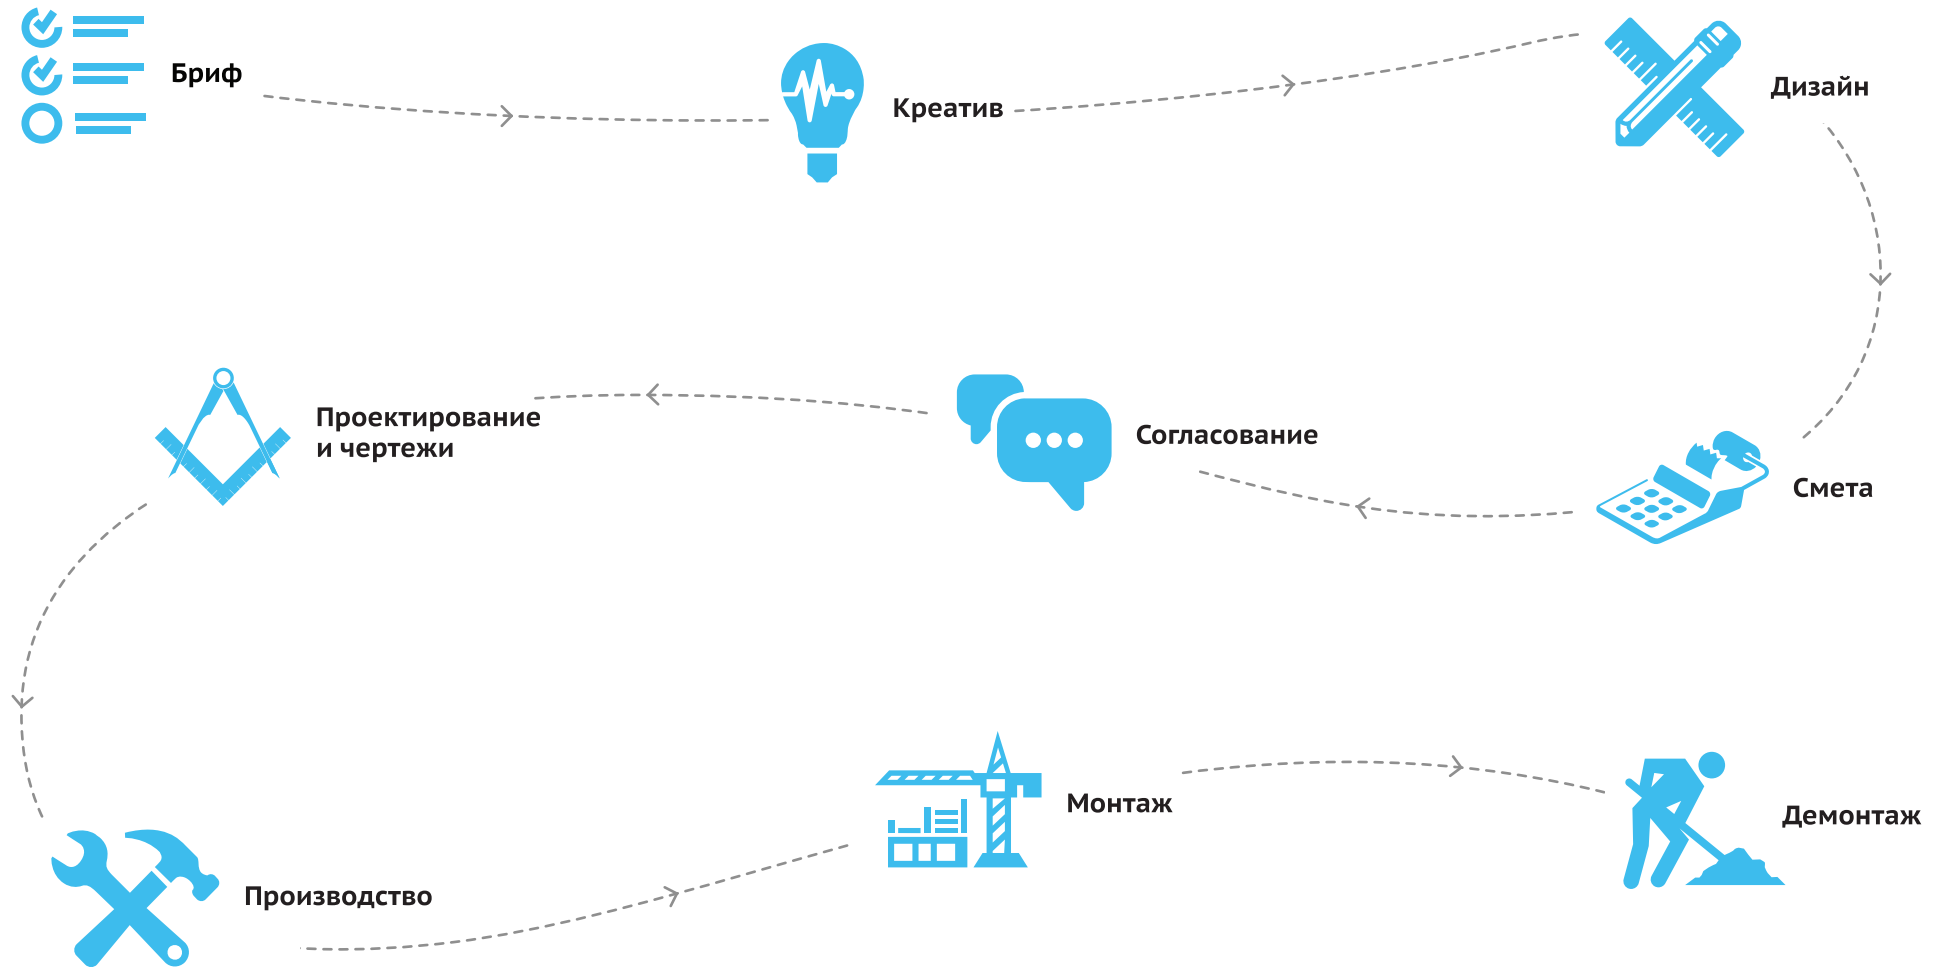 Бриф
Креатив
Дизайн
Смета
Согласование
Проектирование
и чертежи
Производство
Монтаж
Демонтаж